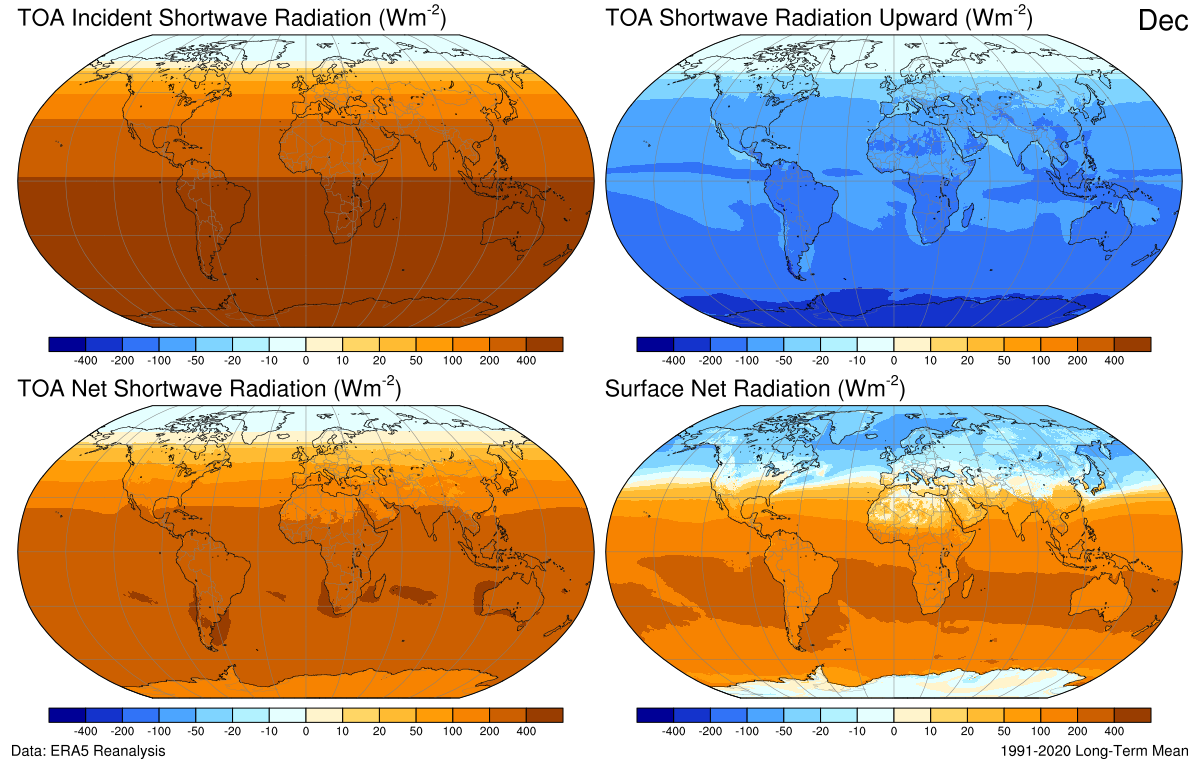 TOA Incident Shortwave Radiation (Wm-2)
TOA Shortwave Radiation Upward (Wm-2)
Dec
-400 -200 -100 -50 -20 -10 0 10 20 50 100 200 400
-400 -200 -100 -50 -20 -10 0 10 20 50 100 200 400
TOA Net Shortwave Radiation (Wm-2)
Surface Net Radiation (Wm-2)
-400 -200 -100 -50 -20 -10 0 10 20 50 100 200 400
-400 -200 -100 -50 -20 -10 0 10 20 50 100 200 400
Data: ERA5 Reanalysis
1991-2020 Long-Term Mean